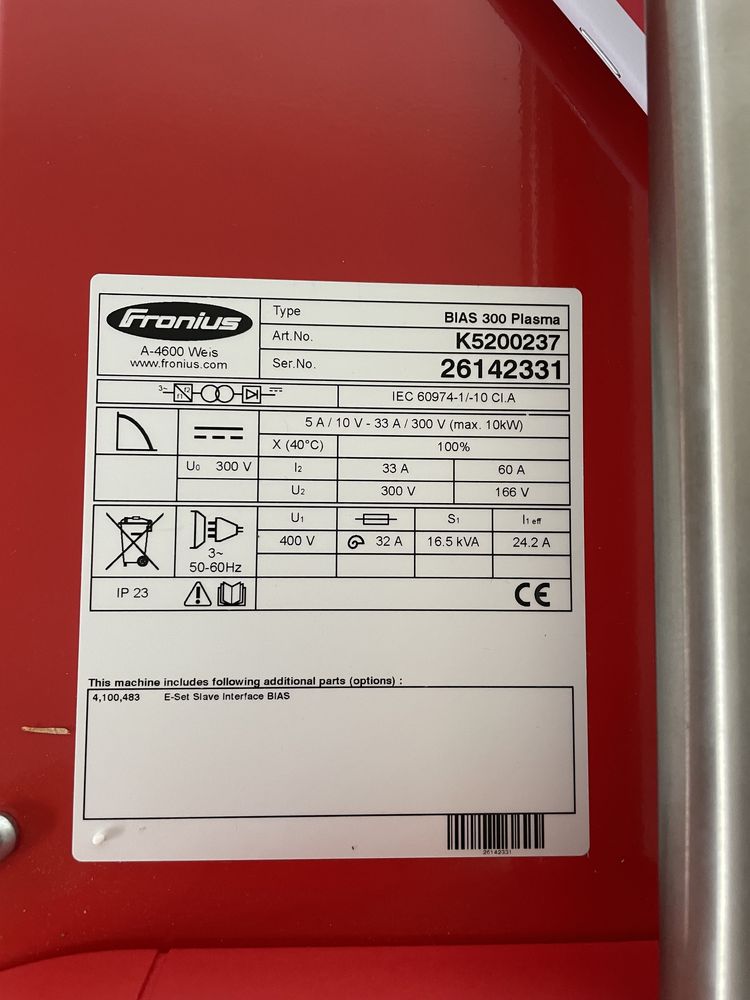 Fronius
A-4600 Wels
www.fronius.com
Type BIAS 300 Plasma
Art.No. K5200237
Ser.No. 26142331
3~ f1 f2
IEC 60974-1/-10 Cl.A
5 A / 10 V - 33 A / 300 V (max. 10kW)
X (40°C) 100%
U0 300 V I2 33 A 60 A
U2 300 V 166 V
U1 S1 I1 eff
3~ 400 V 32 A 16.5 kVA 24.2 A
50-60Hz
IP 23 CE
This machine includes following additional parts (options) :
4,100,483 E-Set Slave Interface BIAS
26142331